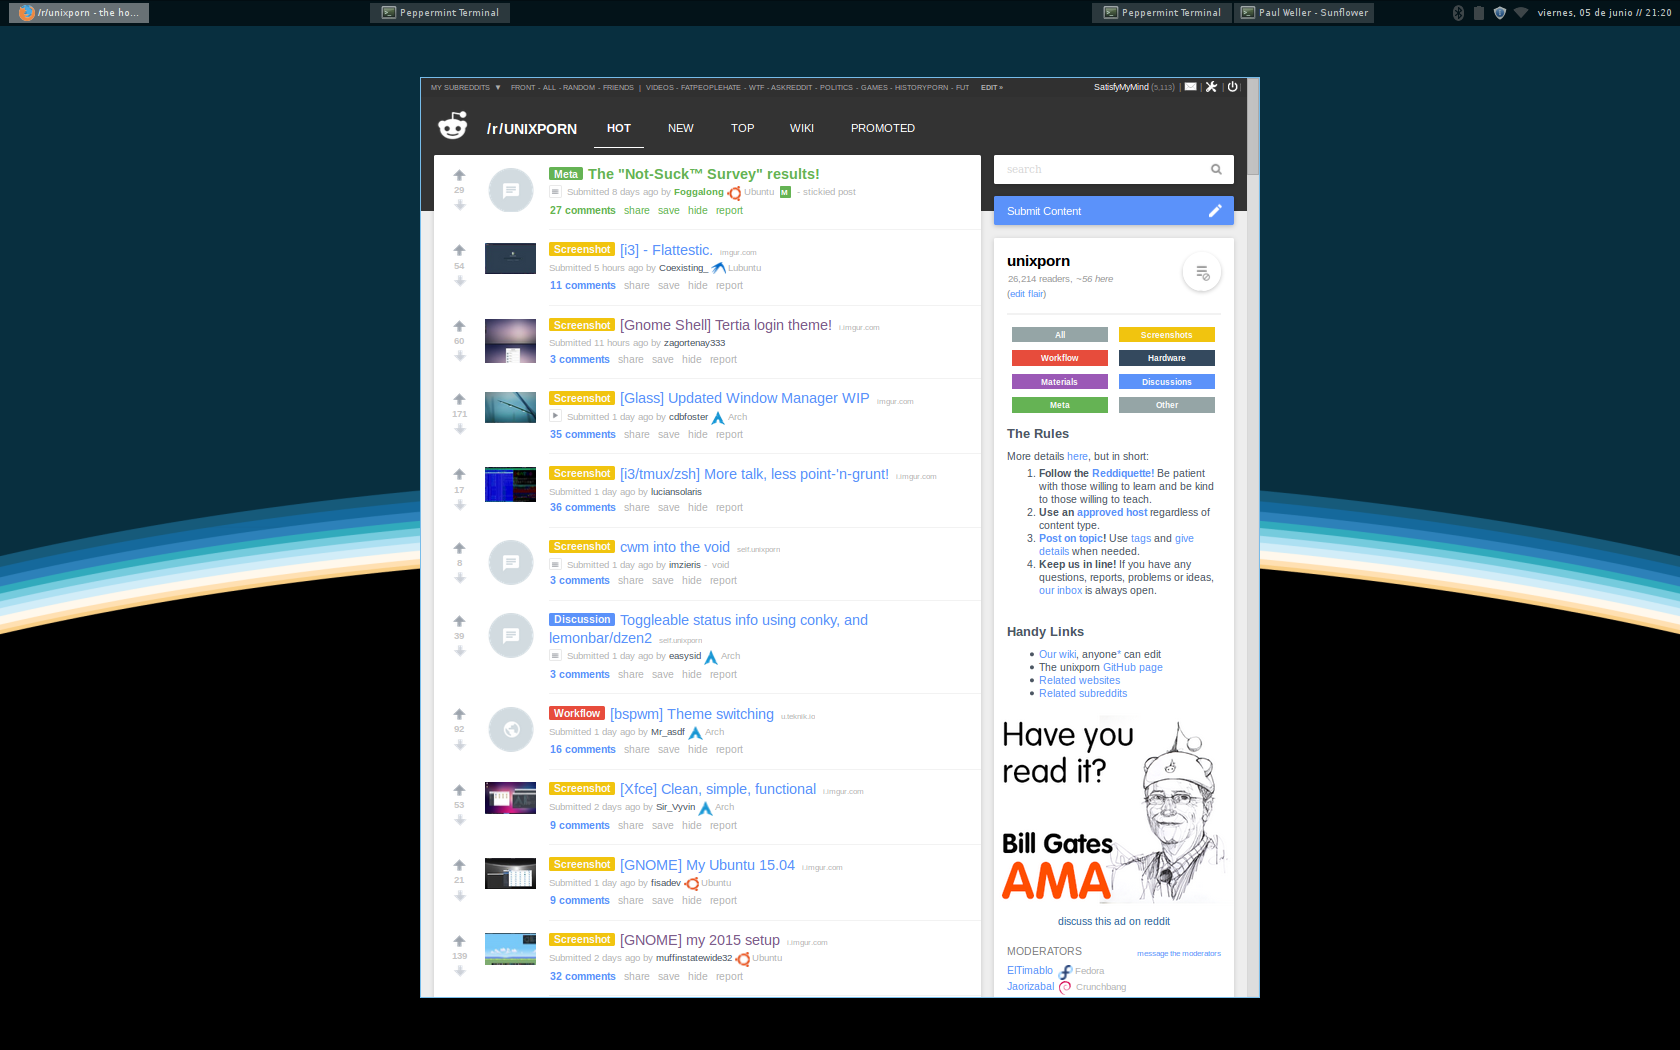 /r/unixporn - the ho...
Peppermint Terminal
Peppermint Terminal
Paul Weller - Sunflower
viernes, 05 de junio // 21:20
MY SUBREDDITS ▼ FRONT - ALL - RANDOM - FRIENDS | VIDEOS - FATPEOPLEHATE - WTF - ASKREDDIT - POLITICS - GAMES - HISTORYPORN - FUT EDIT »
SatisfyMyMind (5,113) | | |
/r/UNIXPORN HOT NEW TOP WIKI PROMOTED
29
Meta The "Not-Suck™ Survey" results!
Submitted 8 days ago by Foggalong Ubuntu M - stickied post
27 comments share save hide report
54
Screenshot [i3] - Flattestic. imgur.com
Submitted 5 hours ago by Coexisting_ Lubuntu
11 comments share save hide report
60
Screenshot [Gnome Shell] Tertia login theme! i.imgur.com
Submitted 11 hours ago by zagortenay333
3 comments share save hide report
171
Screenshot [Glass] Updated Window Manager WIP imgur.com
Submitted 1 day ago by cdbfoster Arch
35 comments share save hide report
17
Screenshot [i3/tmux/zsh] More talk, less point-'n-grunt! i.imgur.com
Submitted 1 day ago by luciansolaris
36 comments share save hide report
8
Screenshot cwm into the void self.unixporn
Submitted 1 day ago by imzieris - void
3 comments share save hide report
39
Discussion Toggleable status info using conky, and
lemonbar/dzen2 self.unixporn
Submitted 1 day ago by easysid Arch
3 comments share save hide report
92
Workflow [bspwm] Theme switching u.teknik.io
Submitted 1 day ago by Mr_asdf Arch
16 comments share save hide report
53
Screenshot [Xfce] Clean, simple, functional i.imgur.com
Submitted 2 days ago by Sir_Vyvin Arch
9 comments share save hide report
21
Screenshot [GNOME] My Ubuntu 15.04 i.imgur.com
Submitted 1 day ago by fisadev Ubuntu
9 comments share save hide report
139
Screenshot [GNOME] my 2015 setup i.imgur.com
Submitted 2 days ago by muffinstatewide32 Ubuntu
32 comments share save hide report
search
Submit Content
unixporn
26,214 readers, ~56 here
(edit flair)
All Screenshots
Workflow Hardware
Materials Discussions
Meta Other
The Rules
More details here, but in short:
1. Follow the Reddiquette! Be patient
with those willing to learn and be kind
to those willing to teach.
2. Use an approved host regardless of
content type.
3. Post on topic! Use tags and give
details when needed.
4. Keep us in line! If you have any
questions, reports, problems or ideas,
our inbox is always open.
Handy Links
• Our wiki, anyone* can edit
• The unixporn GitHub page
• Related websites
• Related subreddits
Have you
read it?
Bill Gates
AMA
discuss this ad on reddit
MODERATORS message the moderators
ElTimablo Fedora
Jaorizabal Crunchbang